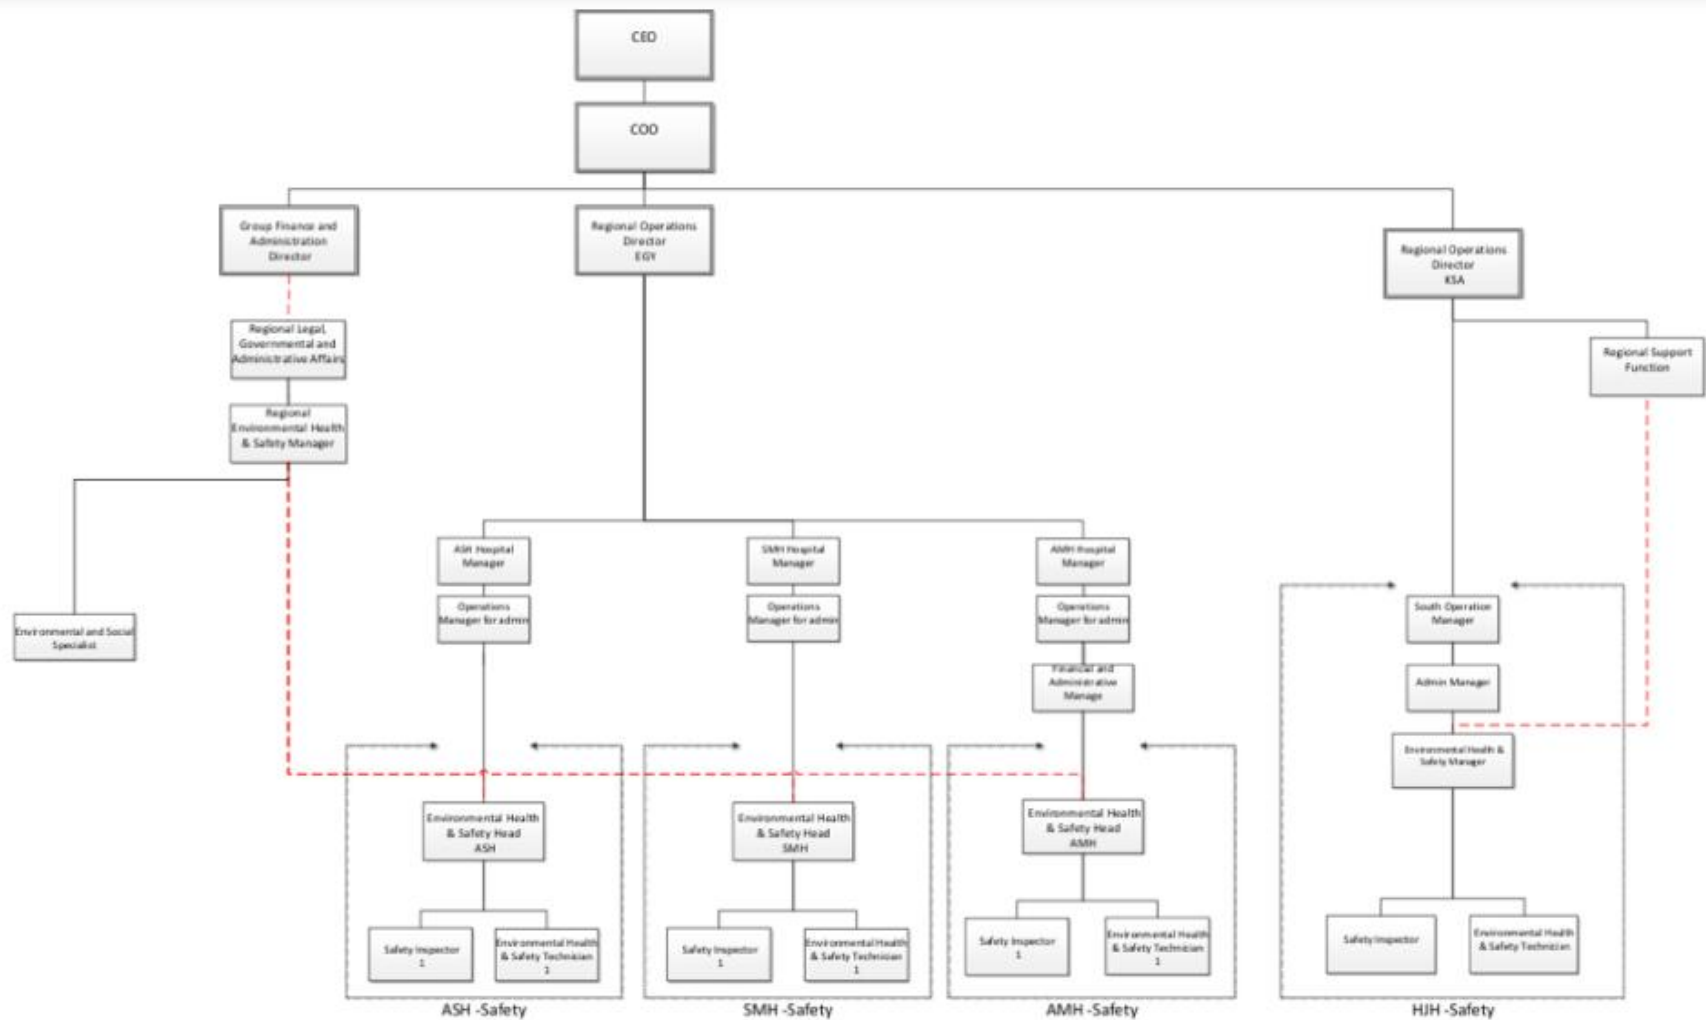 CEO
COO
Group Finance and
Administration
Director
Regional Operations
Director
EGY
Regional Operations
Director
KSA
Regional Legal,
Governmental and
Administrative Affairs
Regional Support
Function
Regional
Environmental Health
& Safety Manager
ASH Hospital
Manager
SMH Hospital
Manager
AMH Hospital
Manager
Operations
Manager for admin
Operations
Manager for admin
Operations
Manager for admin
South Operation
Manager
Environmental and Social
Specialist
Financial and
Administrative
Manage
Admin Manager
Environmental Health &
Safety Manager
Environmental Health
& Safety Head
ASH
Environmental Health
& Safety Head
SMH
Environmental Health
& Safety Head
AMH
Safety Inspector
1
Environmental Health
& Safety Technician
1
Safety Inspector
1
Environmental Health
& Safety Technician
1
Safety Inspector
1
Environmental Health
& Safety Technician
1
Safety Inspector
Environmental Health
& Safety Technician
ASH -Safety
SMH -Safety
AMH -Safety
HJH -Safety